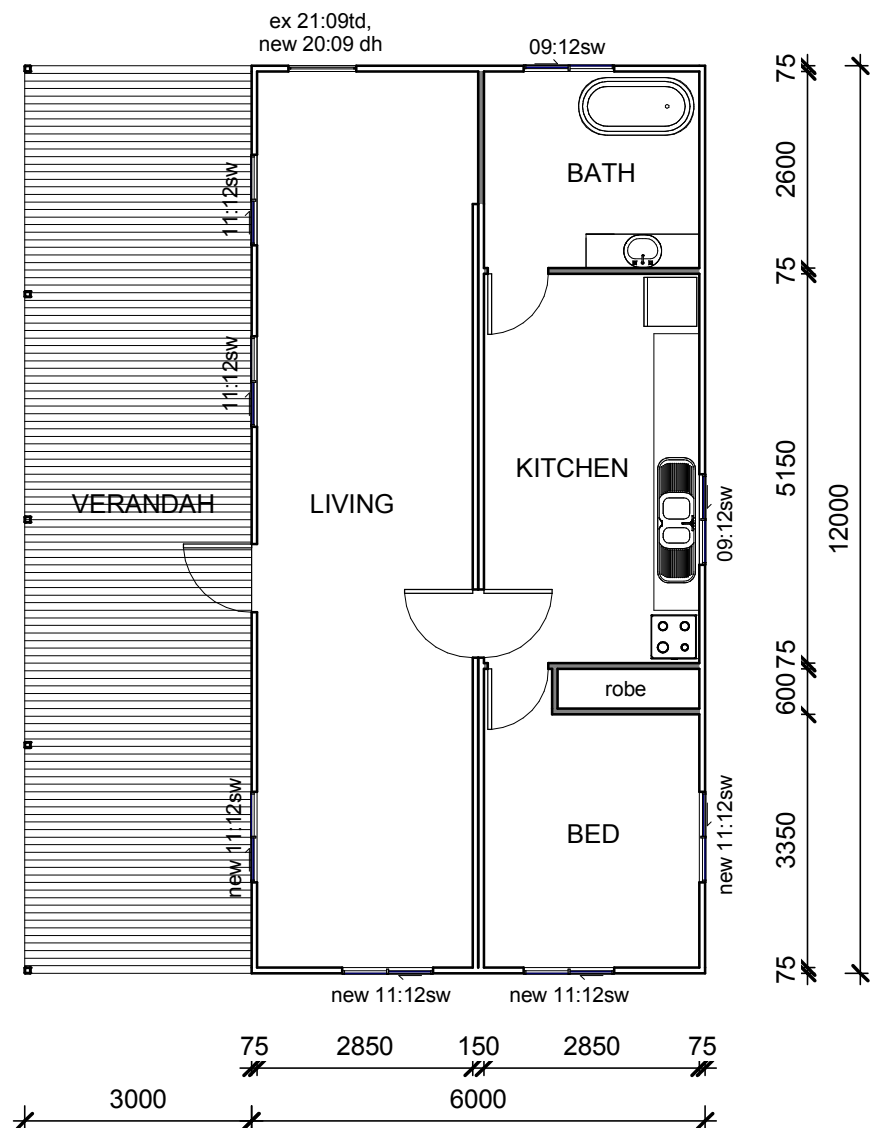 ex 21:09td,
new 20:09 dh
09:12sw
75
2600
75
5150
12000
75
600
3350
75
BATH
11:12sw
11:12sw
KITCHEN
VERANDAH
LIVING
09:12sw
robe
BED
new 11:12sw
new 11:12sw
new 11:12sw
new 11:12sw
75
2850
150
2850
75
3000
6000